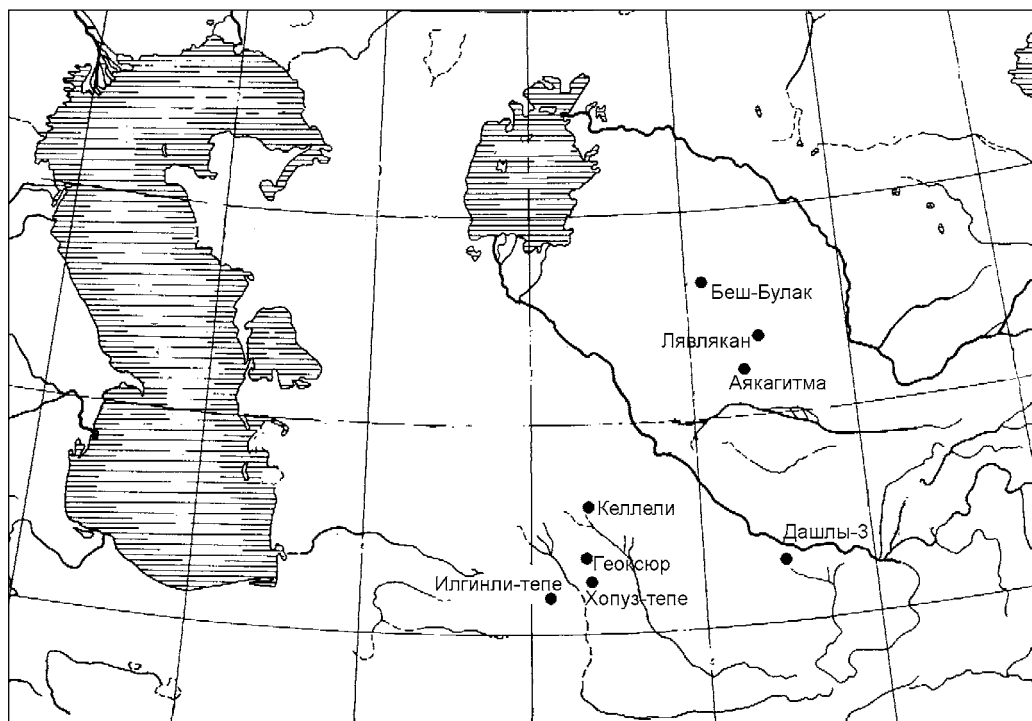 Беш-Булак
Лявлякан
Аякагитма
Келлели
Дашлы-3
Геоксюр
Илгинли-тепе
Хопуз-тепе